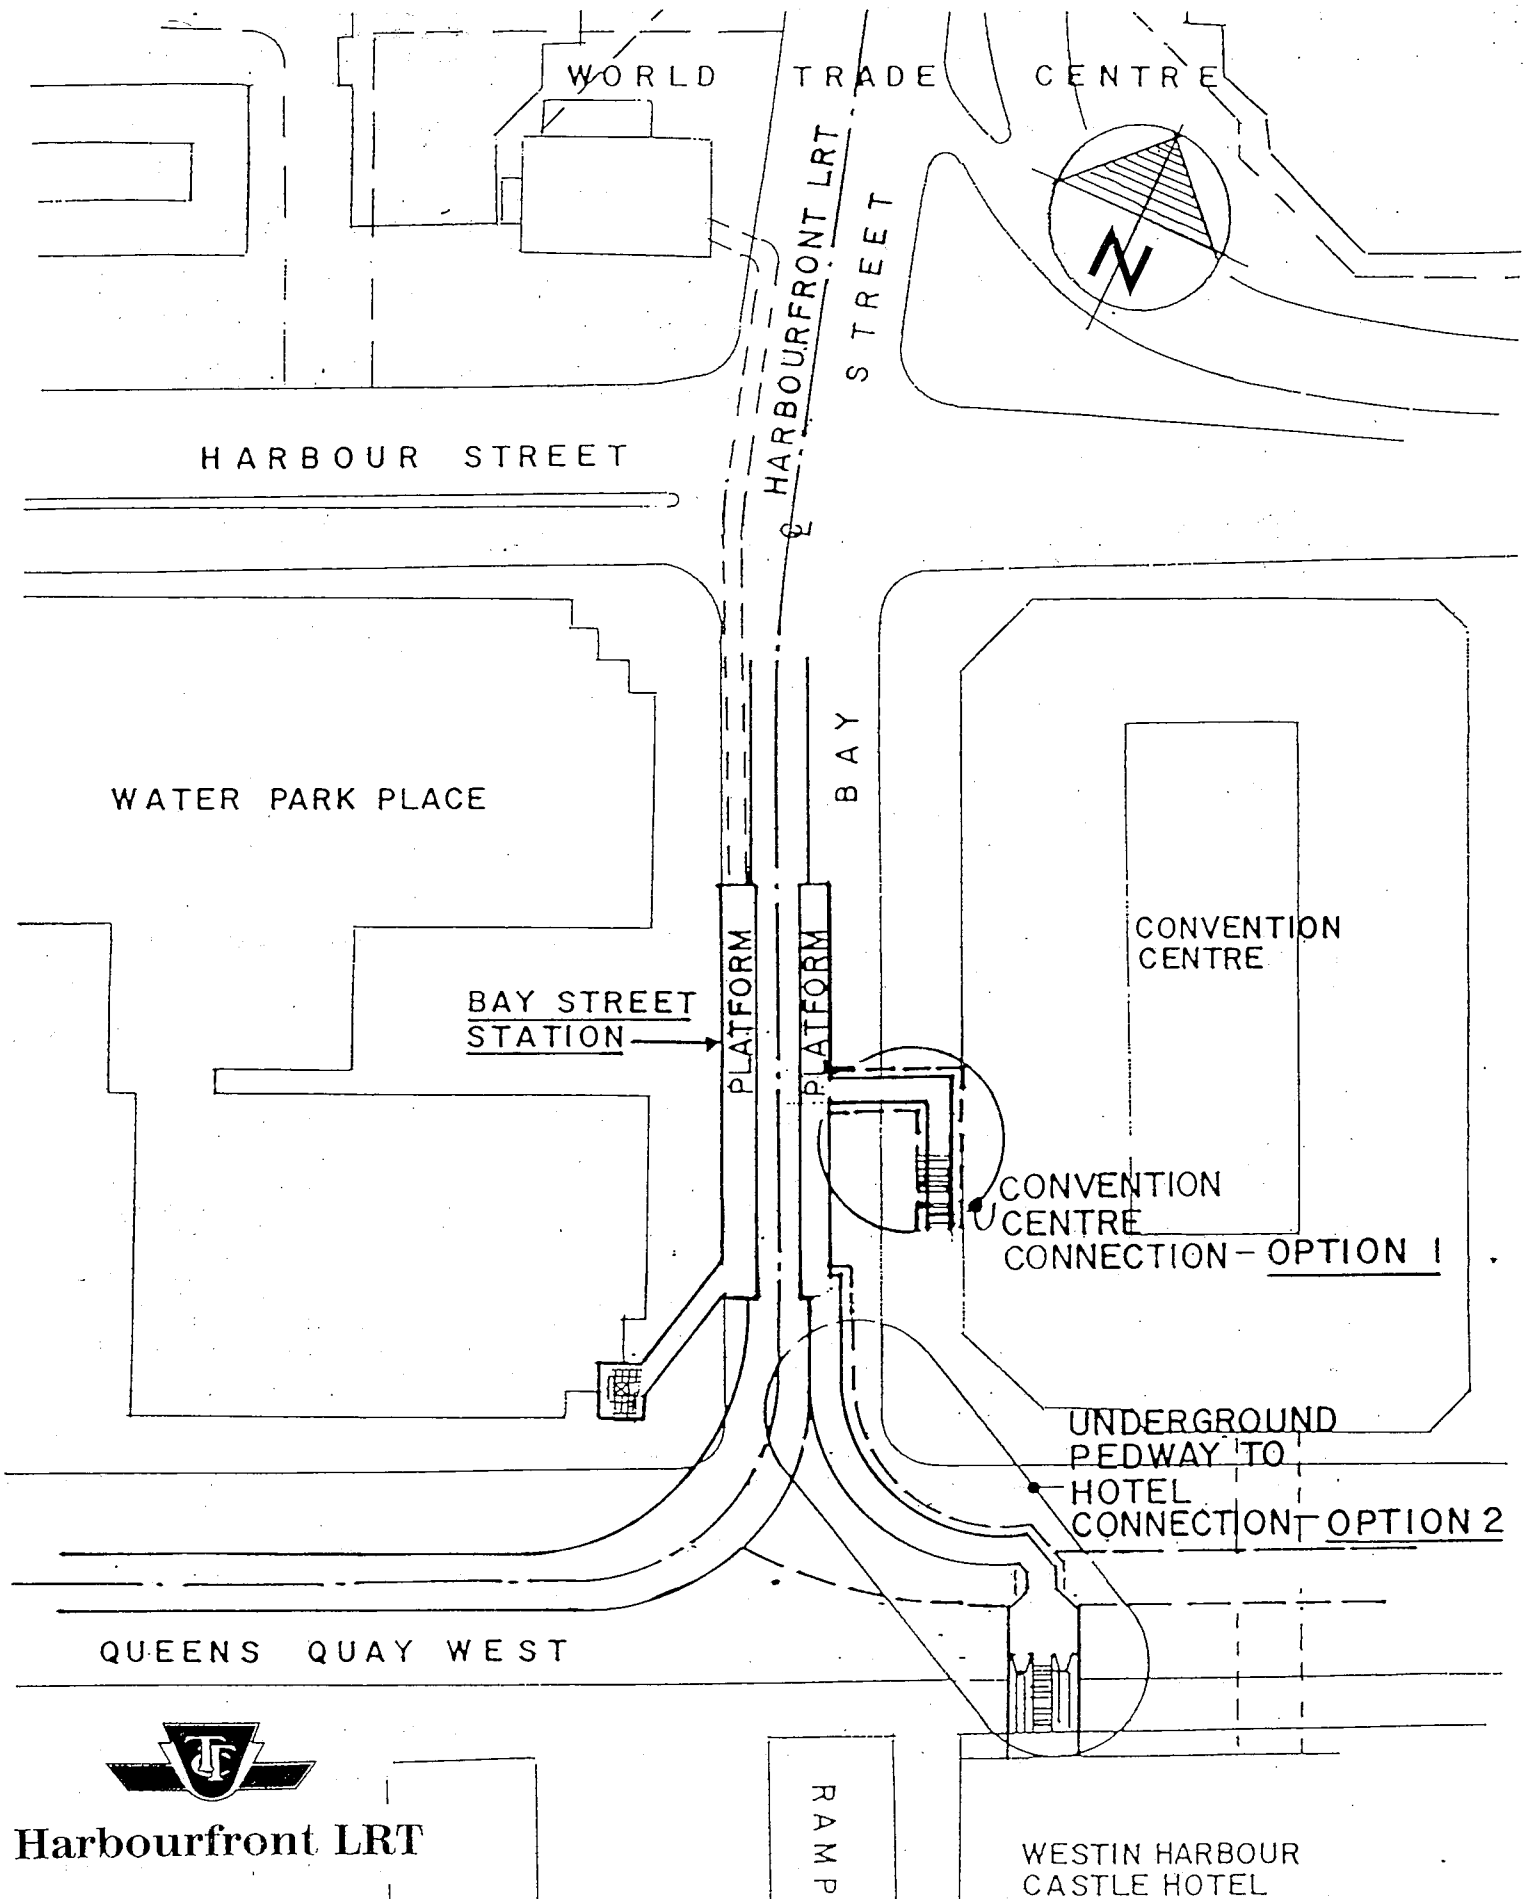 WORLD TRADE CENTRE
HARBOURFRONT LRT
STREET
N
HARBOUR STREET
℄
BAY
WATER PARK PLACE
CONVENTION
CENTRE
PLATFORM
PLATFORM
BAY STREET
STATION
CONVENTION
CENTRE
CONNECTION - OPTION 1
UNDERGROUND
PEDWAY TO
HOTEL
CONNECTION - OPTION 2
QUEENS QUAY WEST
TTC
Harbourfront LRT
RAMP
WESTIN HARBOUR
CASTLE HOTEL